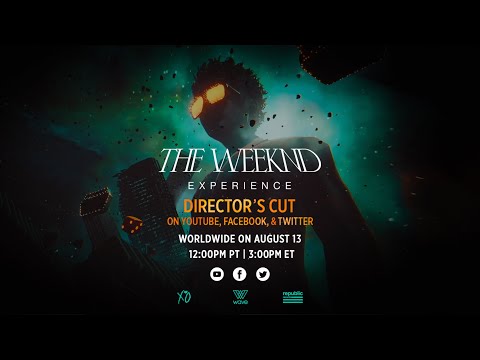 THE WEEKND
EXPERIENCE
DIRECTOR'S CUT
ON YOUTUBE, FACEBOOK, & TWITTER
WORLDWIDE ON AUGUST 13
12:00PM PT | 3:00PM ET
XO
wave
republic